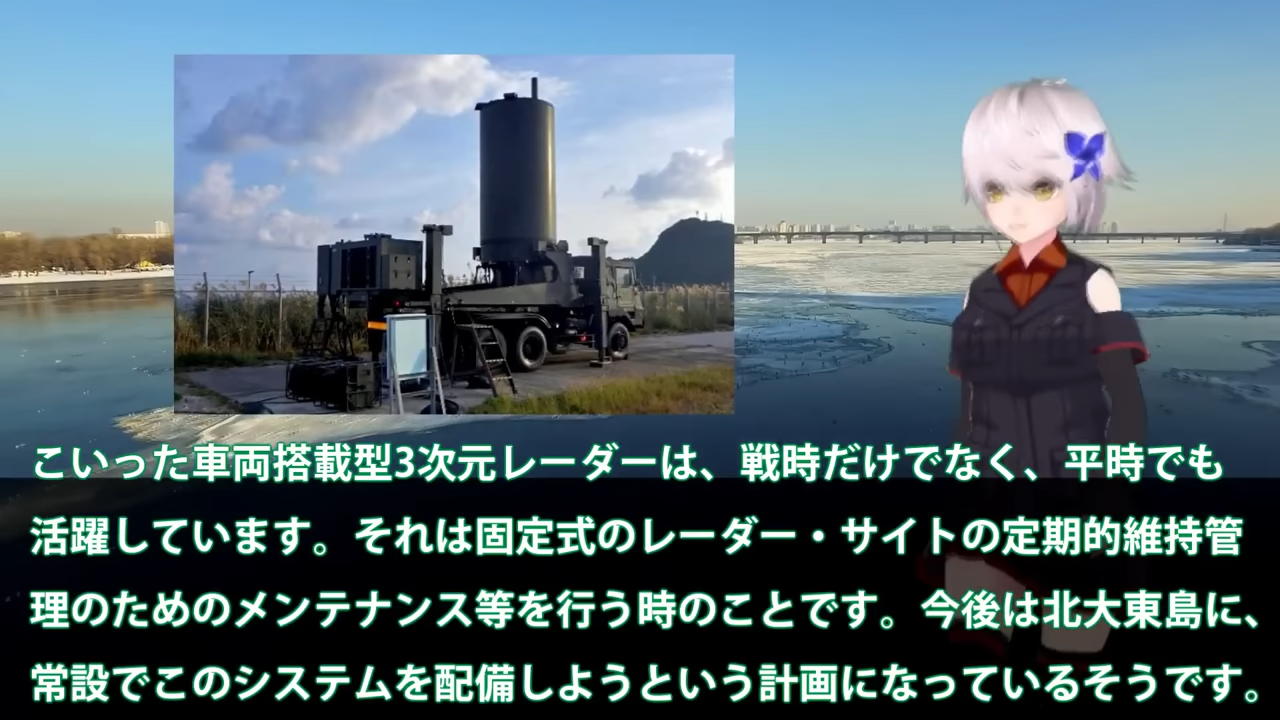 こいった車両搭載型3次元レーダーは、戦時だけでなく、平時でも
活躍しています。それは固定式のレーダー・サイトの定期的維持管
理のためのメンテナンス等を行う時のことです。今後は北大東島に、
常設でこのシステムを配備しようという計画になっているそうです。